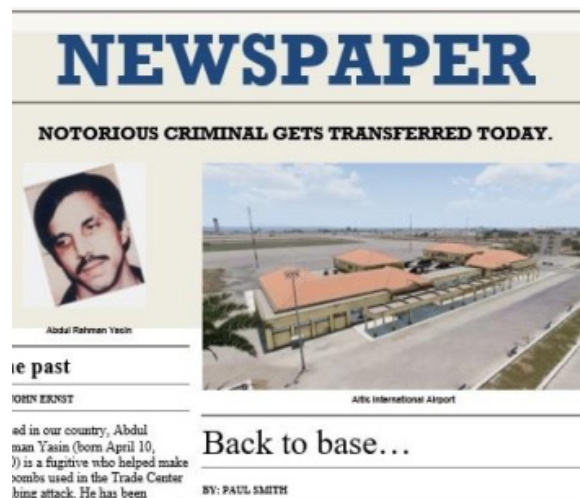 NEWSPAPER
NOTORIOUS CRIMINAL GETS TRANSFERRED TODAY.
Abdul Rahman Yasin
e past
JOHN ERNST
ed in our country, Abdul
man Yasin (born April 10,
0) is a fugitive who helped make
bombs used in the Trade Center
bing attack. He has been
Altis International Airport
Back to base...
BY: PAUL SMITH